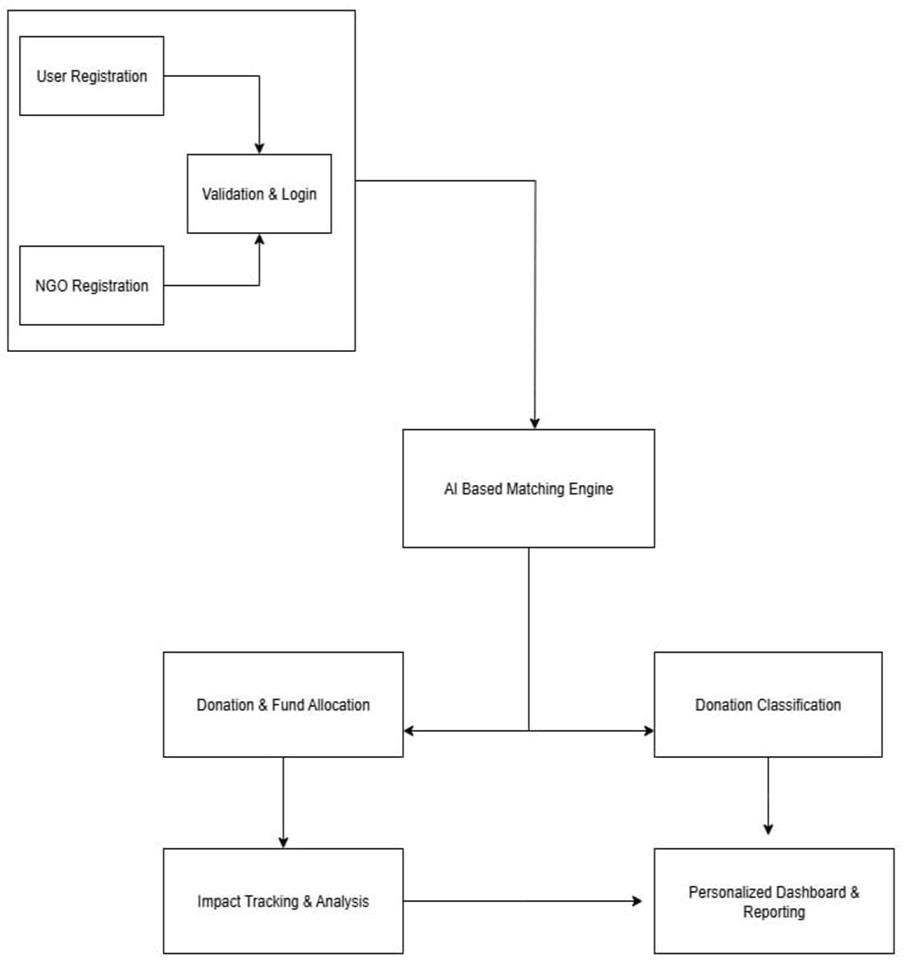 User Registration
Validation & Login
NGO Registration
AI Based Matching Engine
Donation & Fund Allocation
Donation Classification
Impact Tracking & Analysis
Personalized Dashboard &
Reporting